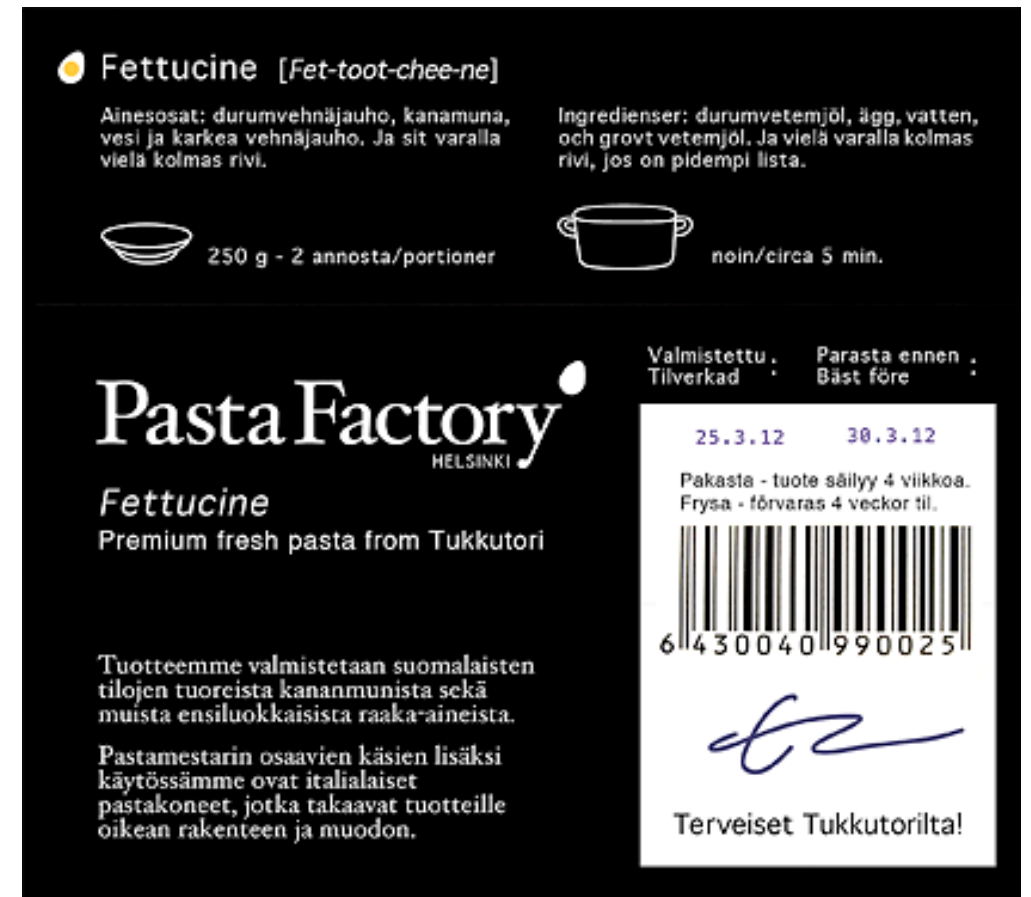 Fettucine [Fet-toot-chee-ne]
Ainesosat: durumvehnäjauho, kanamuna,
vesi ja karkea vehnäjauho. Ja sit varalla
vielä kolmas rivi.
Ingredienser: durumvetemjöl, ägg, vatten,
och grovt vetemjöl. Ja vielä varalla kolmas
rivi, jos on pidempi lista.
250 g - 2 annosta/portioner
noin/circa 5 min.
Pasta Factory
HELSINKI
Fettucine
Premium fresh pasta from Tukkutori
Tuotteemme valmistetaan suomalaisten
tilojen tuoreista kananmunista sekä
muista ensiluokkaisista raaka-aineista.
Pastamestarin osaavien käsien lisäksi
käytössämme ovat italialaiset
pastakoneet, jotka takaavat tuotteille
oikean rakenteen ja muodon.
Valmistettu :
Tilverkad
Parasta ennen :
Bäst före
25.3.12 30.3.12
Pakasta - tuote säilyy 4 viikkoa.
Frysa - förvaras 4 veckor til.
6 430040 990025
Terveiset Tukkutorilta!